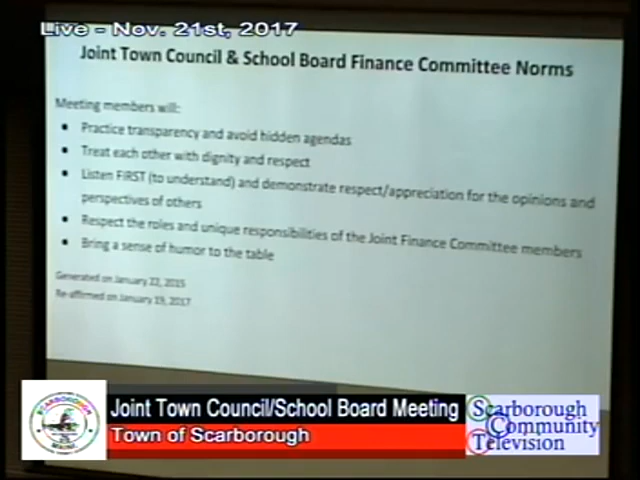 Live - Nov. 21st, 2017
Joint Town Council & School Board Finance Committee Norms
Meeting members will:
• Practice transparency and avoid hidden agendas
• Treat each other with dignity and respect
• Listen FIRST (to understand) and demonstrate respect/appreciation for the opinions and
perspectives of others
• Respect the roles and unique responsibilities of the Joint Finance Committee members
• Bring a sense of humor to the table
Generated on January 22, 2015
Re-affirmed on January 19, 2017
SCARBOROUGH
Joint Town Council/School Board Meeting
Town of Scarborough
Scarborough
Community
Television